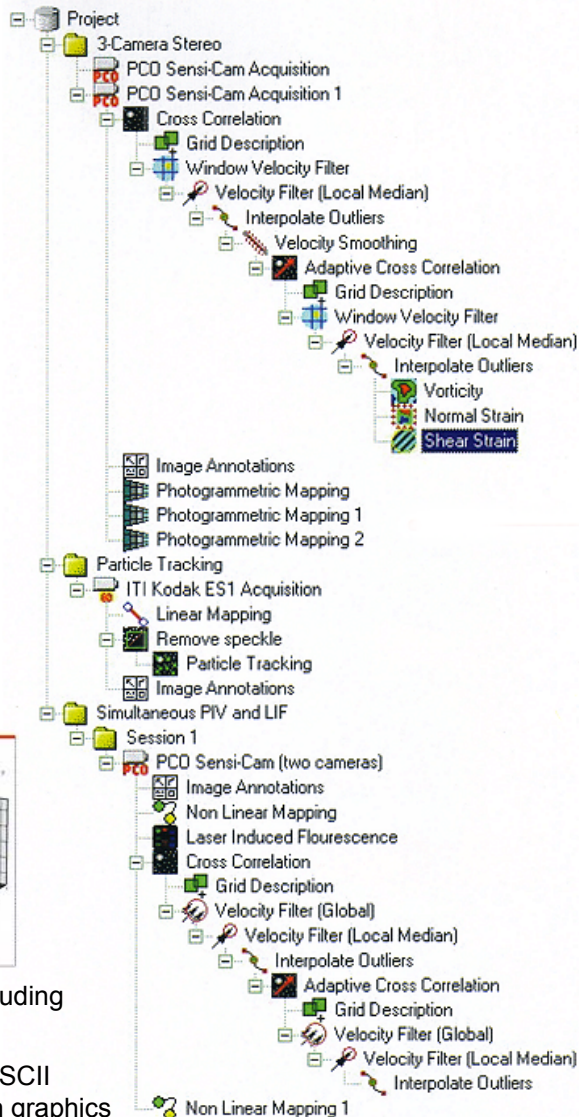 Project
3-Camera Stereo
PCO PCO Sensi-Cam Acquisition
PCO PCO Sensi-Cam Acquisition 1
Cross Correlation
Grid Description
Window Velocity Filter
Velocity Filter (Local Median)
Interpolate Outliers
Velocity Smoothing
Adaptive Cross Correlation
Grid Description
Window Velocity Filter
Velocity Filter (Local Median)
Interpolate Outliers
Vorticity
Normal Strain
Shear Strain
Image Annotations
Photogrammetric Mapping
Photogrammetric Mapping 1
Photogrammetric Mapping 2
Particle Tracking
ITI Kodak ES1 Acquisition
Linear Mapping
Remove speckle
Particle Tracking
Image Annotations
Simultaneous PIV and LIF
Session 1
PCO PCO Sensi-Cam (two cameras)
Image Annotations
Non Linear Mapping
Laser Induced Flourescence
Cross Correlation
Grid Description
Velocity Filter (Global)
Velocity Filter (Local Median)
Interpolate Outliers
Adaptive Cross Correlation
Grid Description
Velocity Filter (Global)
Velocity Filter (Local Median)
Interpolate Outliers
Non Linear Mapping 1
uding
SCII
graphics